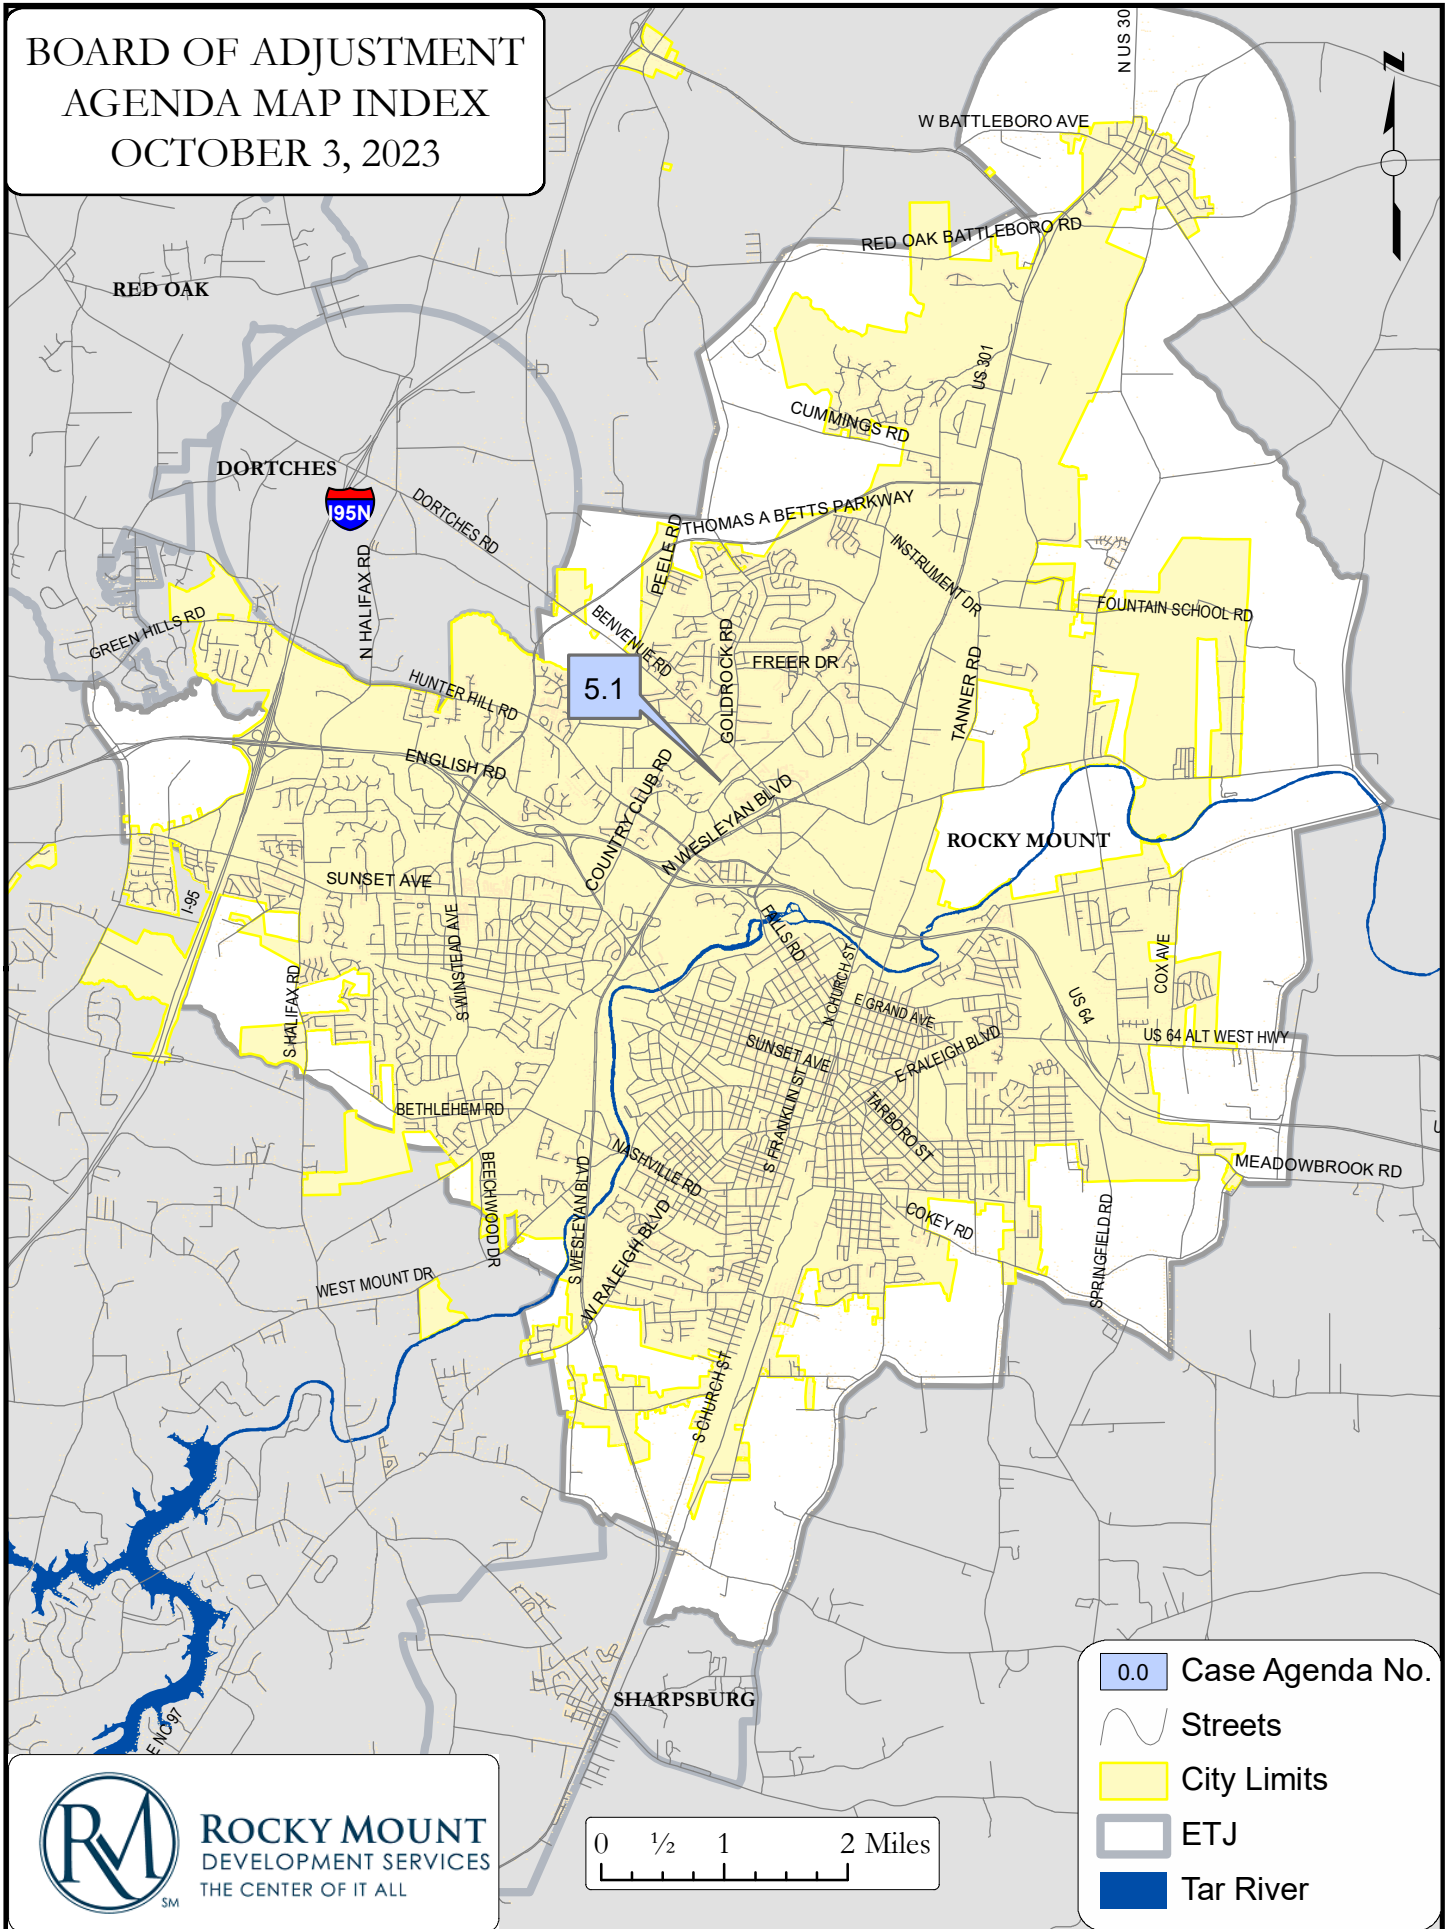 BOARD OF ADJUSTMENT
AGENDA MAP INDEX
OCTOBER 3, 2023
N US 30
N
W BATTLEBORO AVE
RED OAK BATTLEBORO RD
RED OAK
US 301
CUMMINGS RD
DORTCHES
I95N
DORTCHES RD
THOMAS A BETTS PARKWAY
PEELE RD
INSTRUMENT DR
N HALIFAX RD
FOUNTAIN SCHOOL RD
GREEN HILLS RD
BENVENUE RD
GOLDROCK RD
FREER DR
TANNER RD
5.1
HUNTER HILL RD
ENGLISH RD
COUNTRY CLUB RD
N WESLEYAN BLVD
ROCKY MOUNT
SUNSET AVE
I-95
S WINSTEAD AVE
FALLS RD
N CHURCH ST
COX AVE
S HALIFAX RD
E GRAND AVE
US 64
SUNSET AVE
E RALEIGH BLVD
US 64 ALT WEST HWY
BETHLEHEM RD
S FRANKLIN ST
TARBORO ST
NASHVILLE RD
BEECHWOOD DR
S WESLEYAN BLVD
MEADOWBROOK RD
W RALEIGH BLVD
COKEY RD
SPRINGFIELD RD
WEST MOUNT DR
S CHURCH ST
SHARPSBURG
E NC 97
0.0 Case Agenda No.
Streets
City Limits
ETJ
Tar River
RM
SM
ROCKY MOUNT
DEVELOPMENT SERVICES
THE CENTER OF IT ALL
0 ½ 1 2 Miles